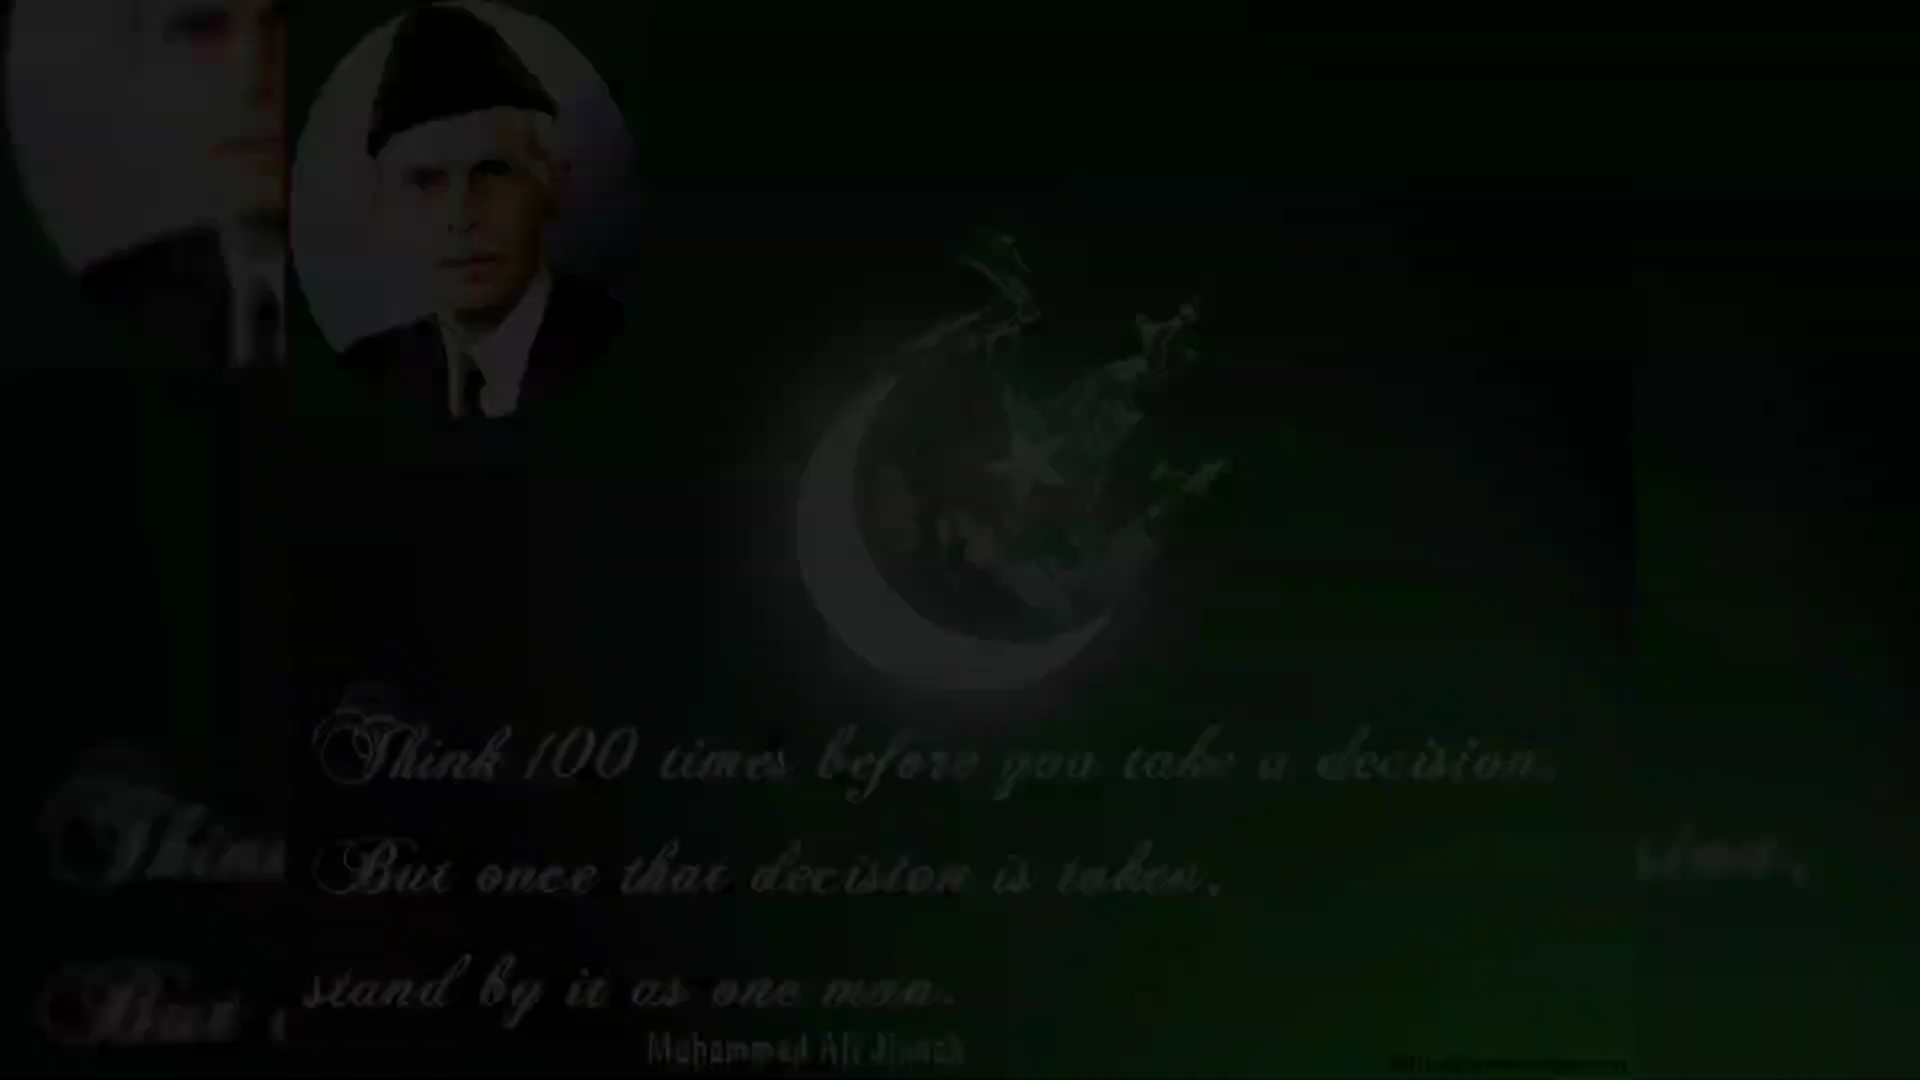 Think 100 times before you take a decision,
But once that decision is taken,
stand by it as one man.
Muhammad Ali Jinnah